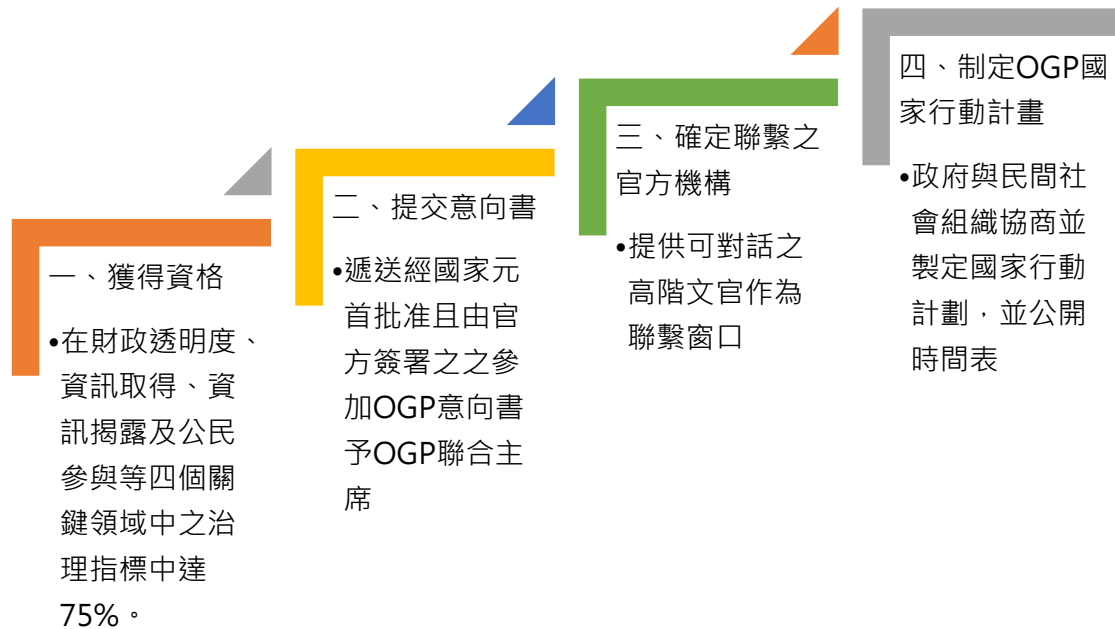 一、獲得資格
•在財政透明度、
資訊取得、資
訊揭露及公民
參與等四個關
鍵領域中之治
理指標中達
75%。
二、提交意向書
•遞送經國家元
首批准且由官
方簽署之之參
加OGP意向書
予OGP聯合主
席
三、確定聯繫之
官方機構
•提供可對話之
高階文官作為
聯繫窗口
四、制定OGP國
家行動計畫
•政府與民間社
會組織協商並
製定國家行動
計劃，並公開
時間表